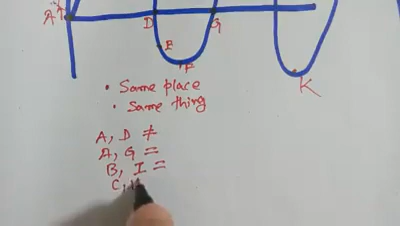 A
D
G
E
F
K
• Same place
• Same thing
A, D ≠
A, G =
B, I =
C,